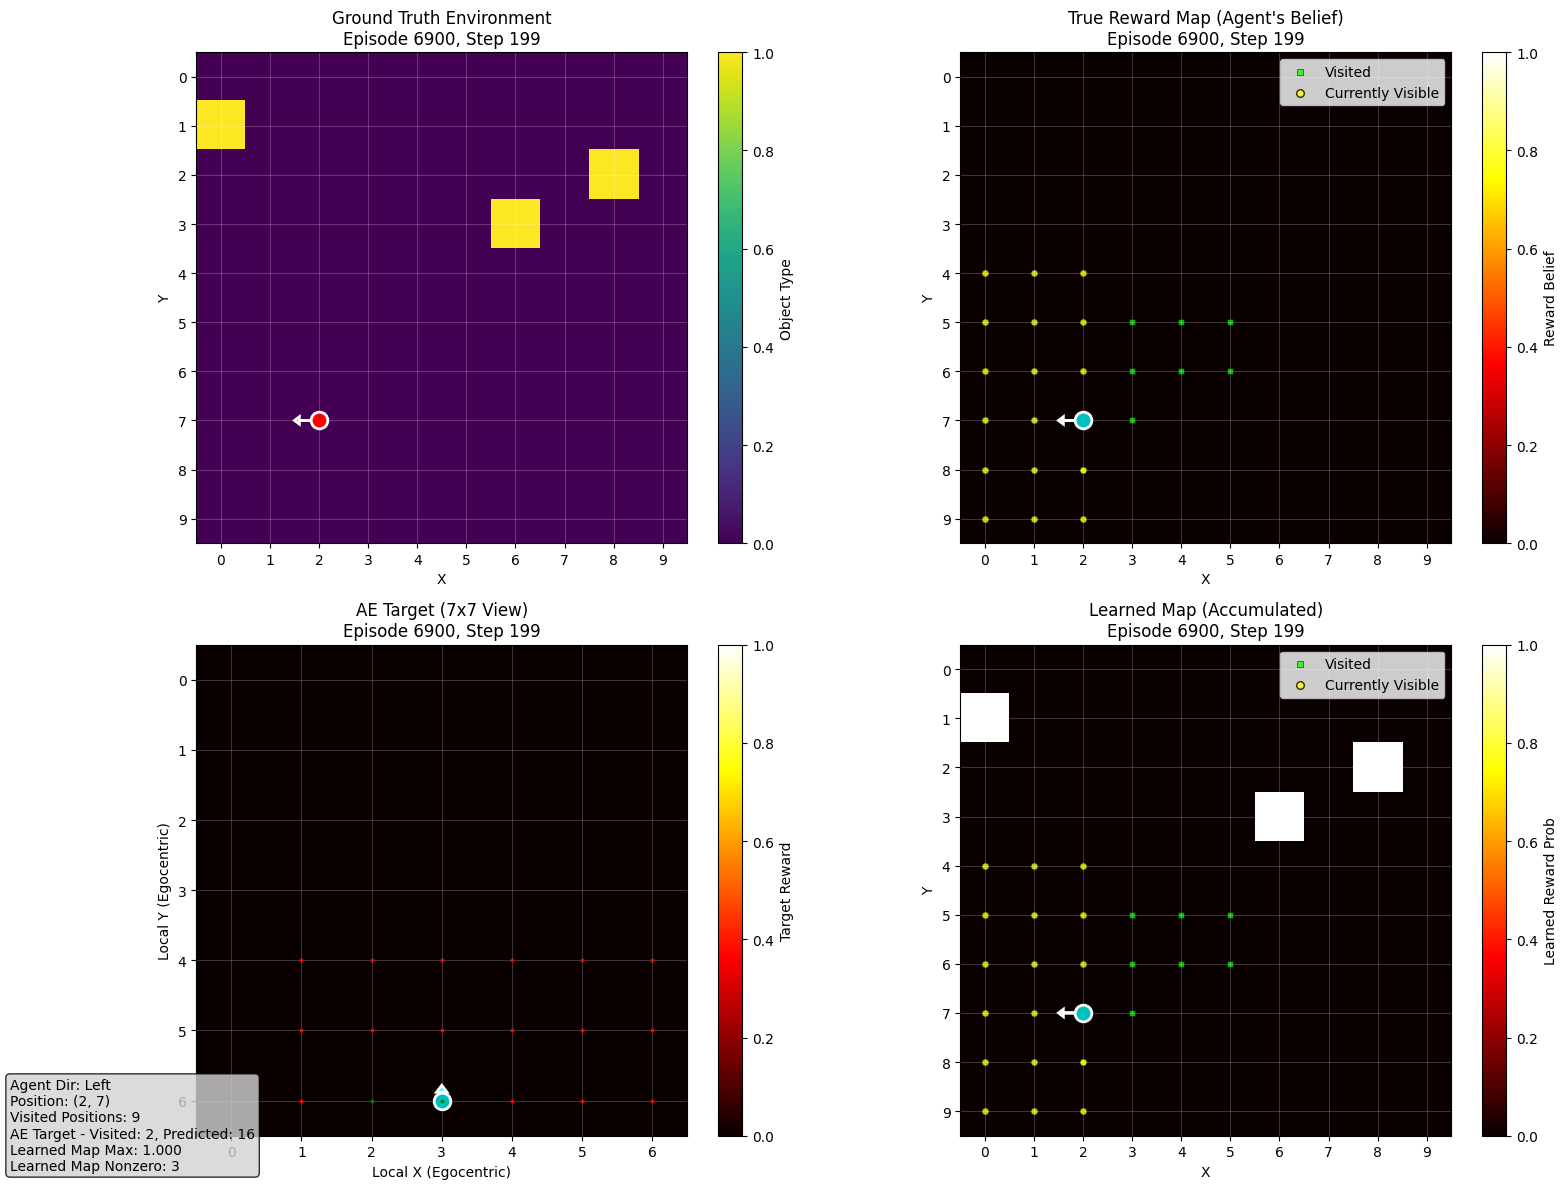 Ground Truth Environment
Episode 6900, Step 199
0
1
2
3
4
5
6
7
8
9
Y
0 1 2 3 4 5 6 7 8 9
X
1.0
0.8
0.6
0.4
0.2
0.0
Object Type
True Reward Map (Agent's Belief)
Episode 6900, Step 199
Visited
Currently Visible
0
1
2
3
4
5
6
7
8
9
Y
0 1 2 3 4 5 6 7 8 9
X
1.0
0.8
0.6
0.4
0.2
0.0
Reward Belief
AE Target (7x7 View)
Episode 6900, Step 199
0
1
2
3
4
5
6
Local Y (Egocentric)
0 1 2 3 4 5 6
Local X (Egocentric)
1.0
0.8
0.6
0.4
0.2
0.0
Target Reward
Agent Dir: Left
Position: (2, 7)
Visited Positions: 9
AE Target - Visited: 2, Predicted: 16
Learned Map Max: 1.000
Learned Map Nonzero: 3
Learned Map (Accumulated)
Episode 6900, Step 199
Visited
Currently Visible
0
1
2
3
4
5
6
7
8
9
Y
0 1 2 3 4 5 6 7 8 9
X
1.0
0.8
0.6
0.4
0.2
0.0
Learned Reward Prob